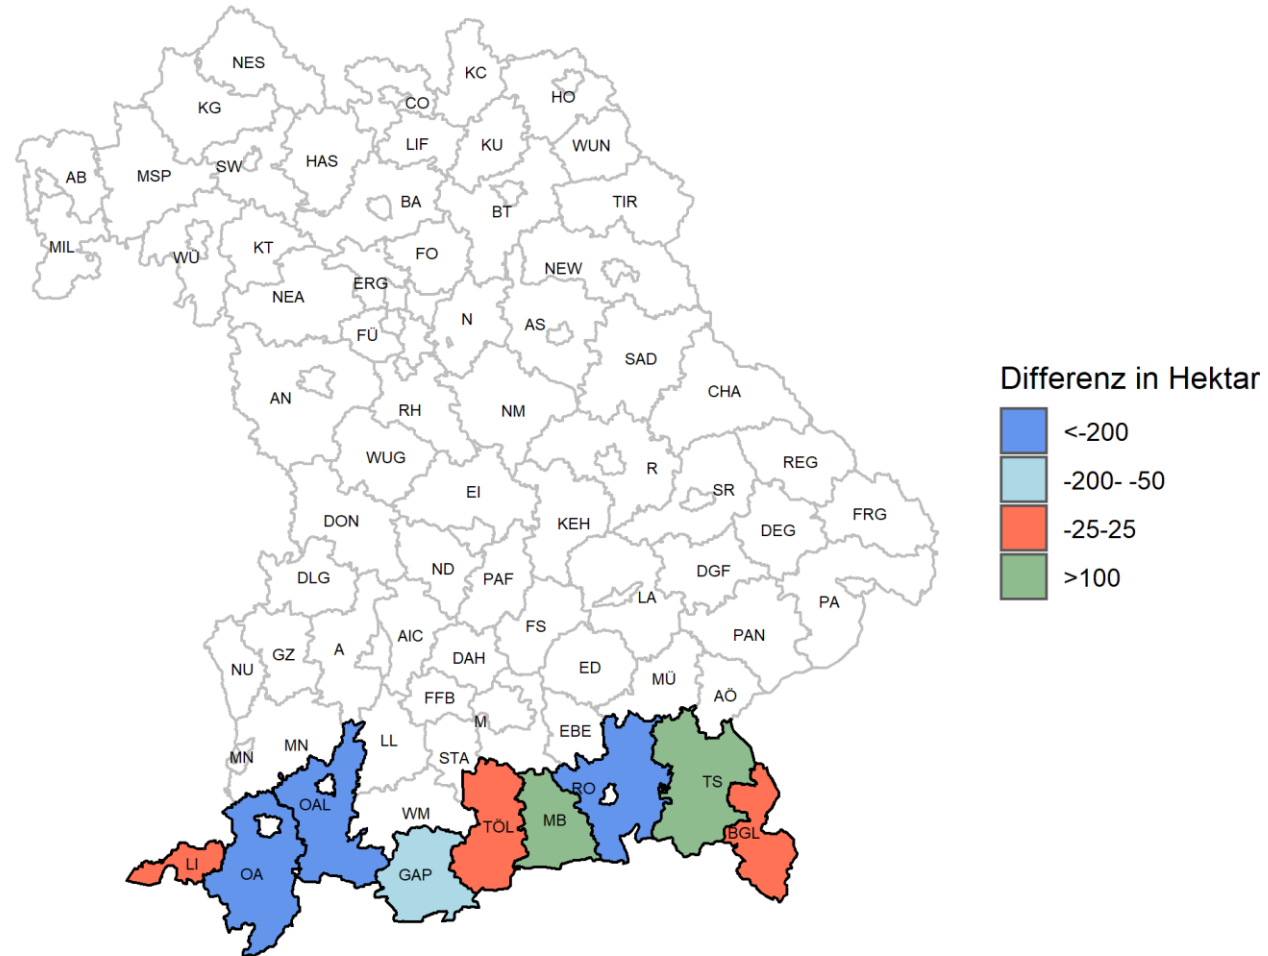 NES
KC
CO
HO
KG
LIF
KU
WUN
HAS
SW
AB
MSP
BA
BT
TIR
MIL
WÜ
KT
FO
NEW
ERG
NEA
N
AS
FÜ
SAD
CHA
AN
RH
NM
WUG
R
REG
EI
SR
DON
KEH
DEG
FRG
ND
PAF
DGF
DLG
LA
PA
FS
PAN
AIC
A
GZ
DAH
ED
NU
MÜ
FFB
AÖ
M
EBE
LL
MN
MN
STA
TS
RO
OAL
WM
TÖL
MB
BGL
LI
OA
GAP
Differenz in Hektar
<-200
-200- -50
-25-25
>100